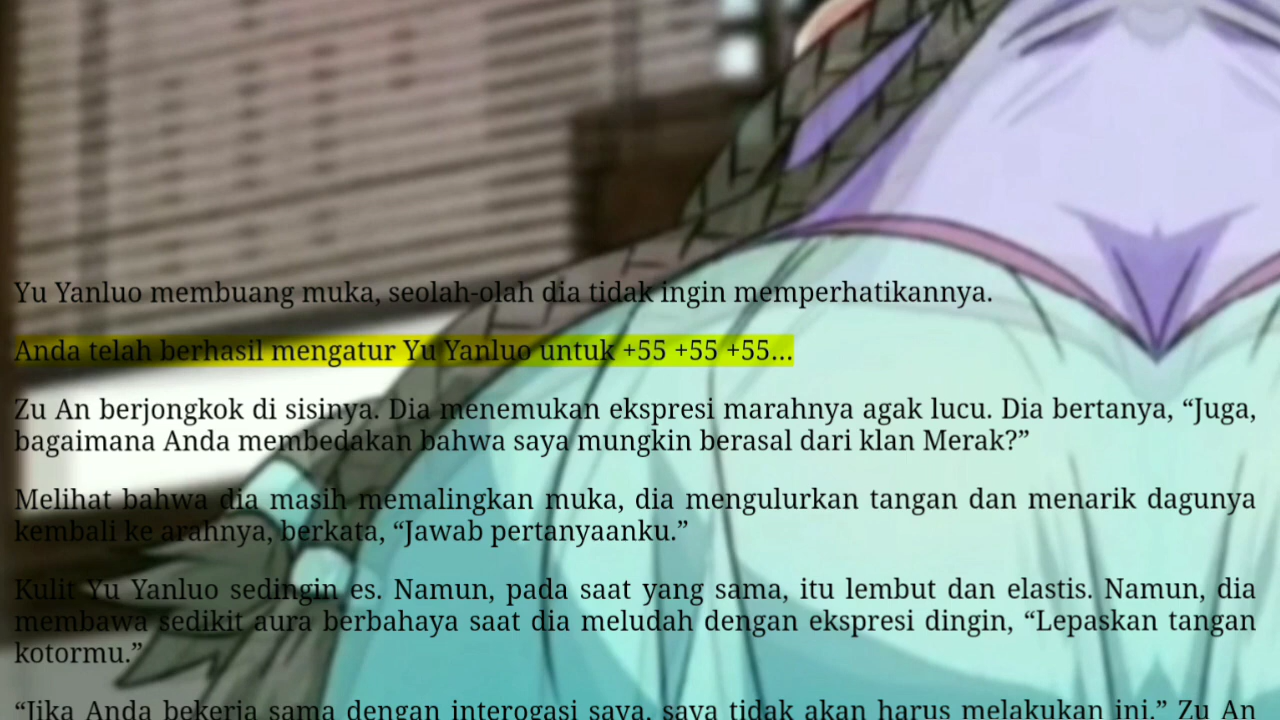 Yu Yanluo membuang muka, seolah-olah dia tidak ingin memperhatikannya.
Anda telah berhasil mengatur Yu Yanluo untuk +55 +55 +55...
Zu An berjongkok di sisinya. Dia menemukan ekspresi marahnya agak lucu. Dia bertanya, “Juga,
bagaimana Anda membedakan bahwa saya mungkin berasal dari klan Merak?”
Melihat bahwa dia masih memalingkan muka, dia mengulurkan tangan dan menarik dagunya
kembali ke arahnya, berkata, “Jawab pertanyaanku.”
Kulit Yu Yanluo sedingin es. Namun, pada saat yang sama, itu lembut dan elastis. Namun, dia
membawa sedikit aura berbahaya saat dia meludah dengan ekspresi dingin, “Lepaskan tangan
kotormu.”
“Jika Anda bekerja sama dengan interogasi saya, saya tidak akan harus melakukan ini.” Zu An